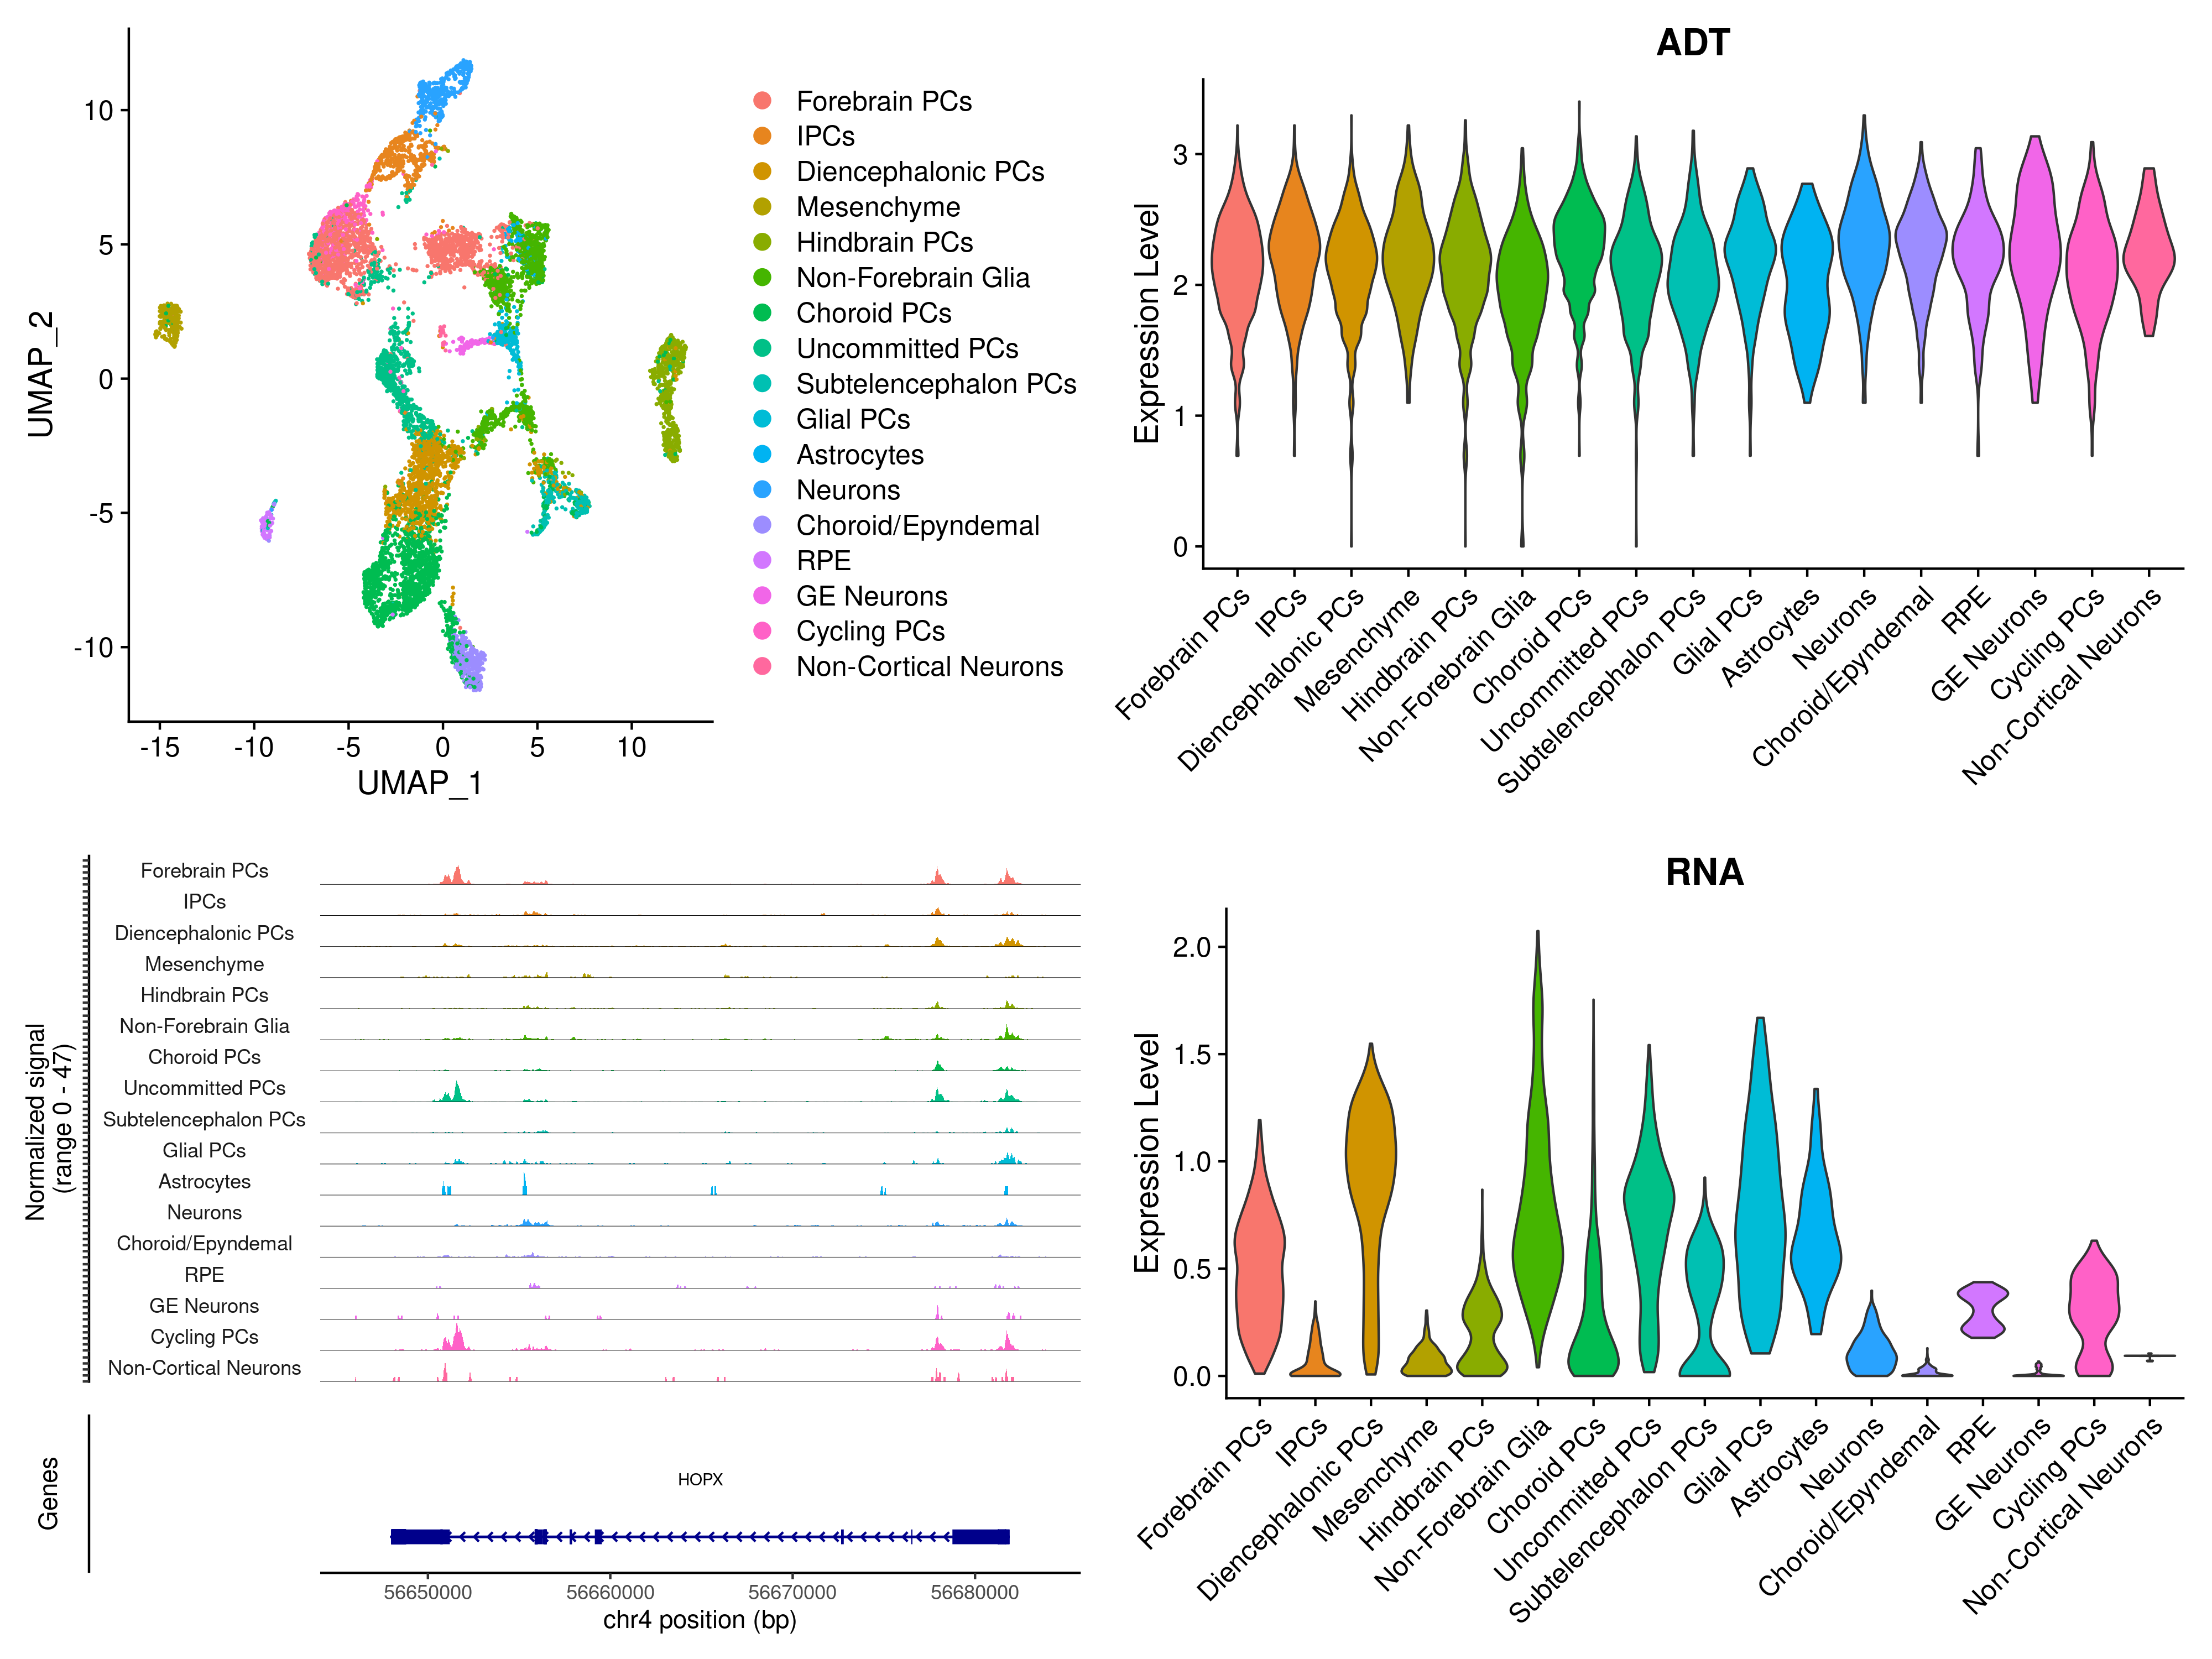 10
5
0
-5
-10
UMAP_2
-15 -10 -5 0 5 10
UMAP_1
Forebrain PCs
IPCs
Diencephalonic PCs
Mesenchyme
Hindbrain PCs
Non-Forebrain Glia
Choroid PCs
Uncommitted PCs
Subtelencephalon PCs
Glial PCs
Astrocytes
Neurons
Choroid/Epyndemal
RPE
GE Neurons
Cycling PCs
Non-Cortical Neurons
ADT
Expression Level
3
2
1
0
Forebrain PCs
IPCs
Diencephalonic PCs
Mesenchyme
Hindbrain PCs
Non-Forebrain Glia
Choroid PCs
Uncommitted PCs
Subtelencephalon PCs
Glial PCs
Astrocytes
Neurons
Choroid/Epyndemal
RPE
GE Neurons
Cycling PCs
Non-Cortical Neurons
Normalized signal
(range 0 - 47)
Forebrain PCs
IPCs
Diencephalonic PCs
Mesenchyme
Hindbrain PCs
Non-Forebrain Glia
Choroid PCs
Uncommitted PCs
Subtelencephalon PCs
Glial PCs
Astrocytes
Neurons
Choroid/Epyndemal
RPE
GE Neurons
Cycling PCs
Non-Cortical Neurons
Genes
HOPX
56650000 56660000 56670000 56680000
chr4 position (bp)
RNA
Expression Level
2.0
1.5
1.0
0.5
0.0
Forebrain PCs
IPCs
Diencephalonic PCs
Mesenchyme
Hindbrain PCs
Non-Forebrain Glia
Choroid PCs
Uncommitted PCs
Subtelencephalon PCs
Glial PCs
Astrocytes
Neurons
Choroid/Epyndemal
RPE
GE Neurons
Cycling PCs
Non-Cortical Neurons